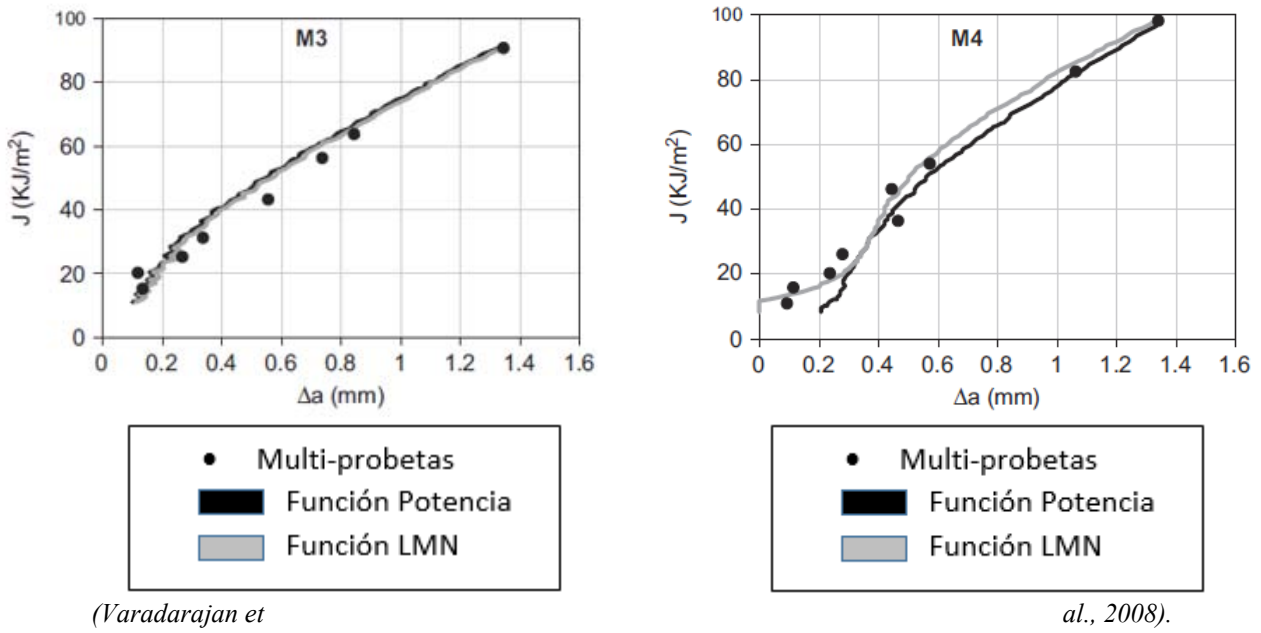 M3
J (KJ/m²)
100
80
60
40
20
0
0 0.2 0.4 0.6 0.8 1 1.2 1.4 1.6
Δa (mm)
Multi-probetas
Función Potencia
Función LMN
M4
J (KJ/m²)
100
80
60
40
20
0
0 0.2 0.4 0.6 0.8 1 1.2 1.4 1.6
Δa (mm)
Multi-probetas
Función Potencia
Función LMN
(Varadarajan et al., 2008).